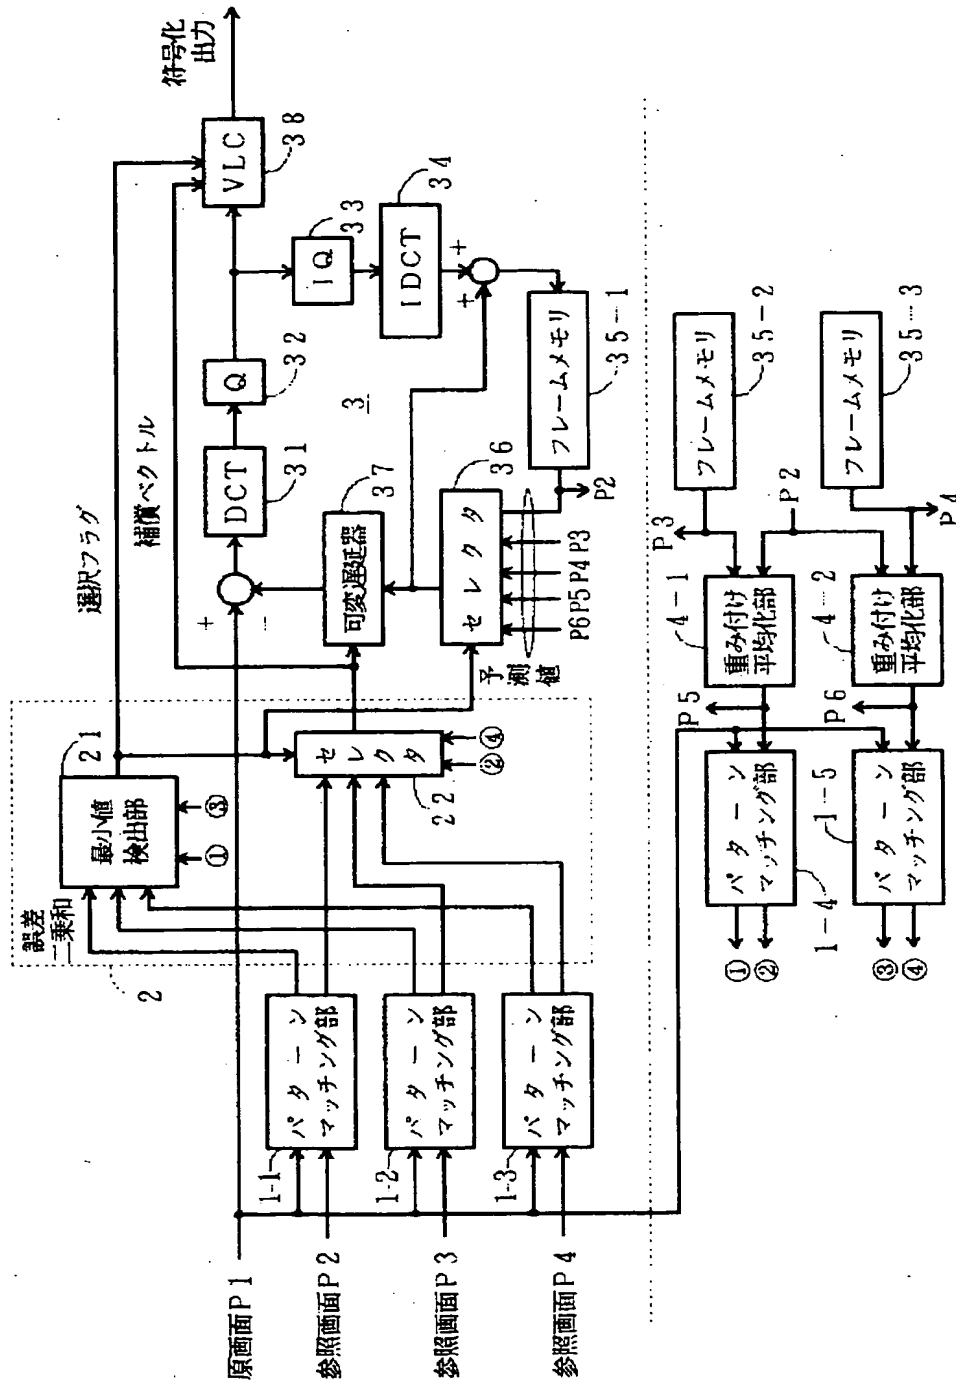 符号化
出力
選択フラグ
補償ベクトル
VLC
38
IQ
33
IDCT
34
+
+
Q
32
DCT
31
+
−
3
可変遅延器
37
セレクタ
36
フレームメモリ
35-1
P2
P6 P5 P4 P3
予測値
最小値
検出部
21
①
③
誤差
二乗和
2
セレクタ
22
②
④
パターン
マッチング部
1-1
パターン
マッチング部
1-2
パターン
マッチング部
1-3
原画面P1
参照画面P2
参照画面P3
参照画面P4
フレームメモリ
35-2
フレームメモリ
35-3
P3
P2
P4
重み付け
平均化部
4-1
重み付け
平均化部
4-2
P5
P6
パターン
マッチング部
1-4
パターン
マッチング部
1-5
①
②
③
④